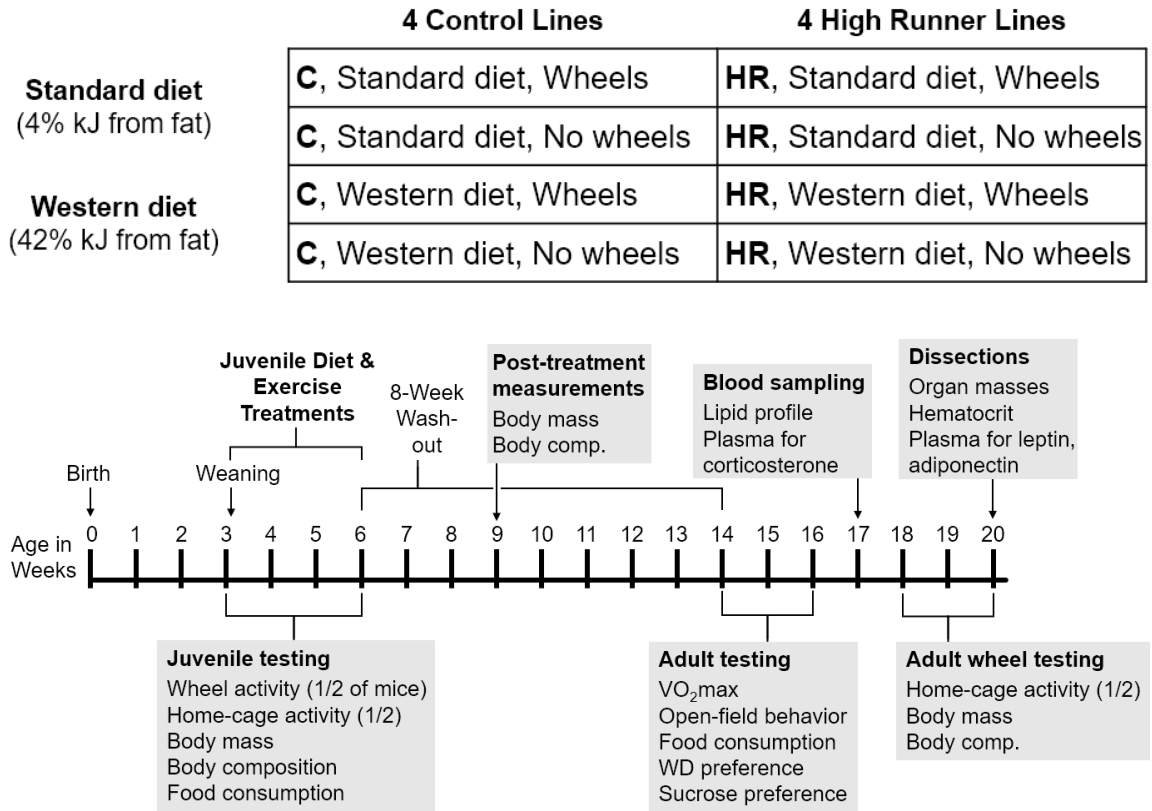 4 Control Lines
4 High Runner Lines
Standard diet
(4% kJ from fat)
C, Standard diet, Wheels
HR, Standard diet, Wheels
C, Standard diet, No wheels
HR, Standard diet, No wheels
Western diet
(42% kJ from fat)
C, Western diet, Wheels
HR, Western diet, Wheels
C, Western diet, No wheels
HR, Western diet, No wheels
Juvenile Diet &
Exercise
Treatments
8-Week
Wash-
out
Post-treatment
measurements
Body mass
Body comp.
Blood sampling
Lipid profile
Plasma for
corticosterone
Dissections
Organ masses
Hematocrit
Plasma for leptin,
adiponectin
Birth
Weaning
Age in
Weeks
0 1 2 3 4 5 6 7 8 9 10 11 12 13 14 15 16 17 18 19 20
Juvenile testing
Wheel activity (1/2 of mice)
Home-cage activity (1/2)
Body mass
Body composition
Food consumption
Adult testing
VO2max
Open-field behavior
Food consumption
WD preference
Sucrose preference
Adult wheel testing
Home-cage activity (1/2)
Body mass
Body comp.